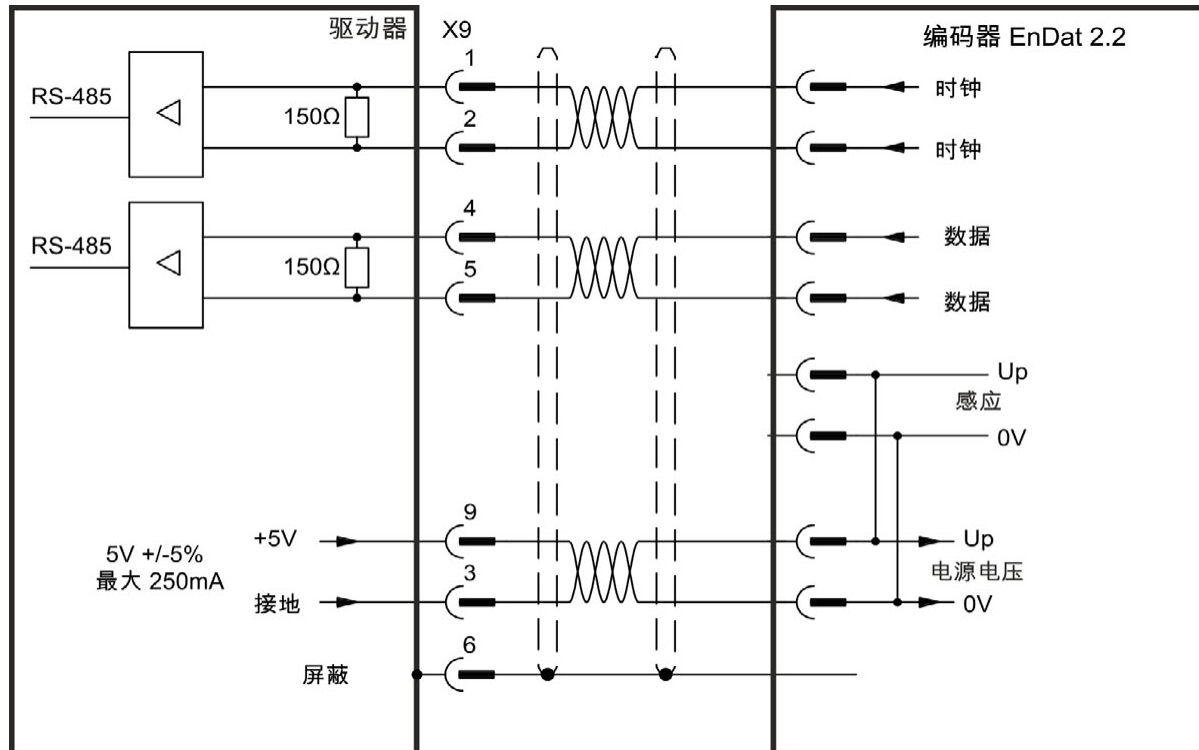 驱动器
X9
编码器 EnDat 2.2
1
RS-485
150Ω
时钟
2
时钟
4
RS-485
150Ω
数据
5
数据
Up
感应
0V
9
+5V
Up
5V +/-5%
最大 250mA
电源电压
3
接地
0V
6
屏蔽